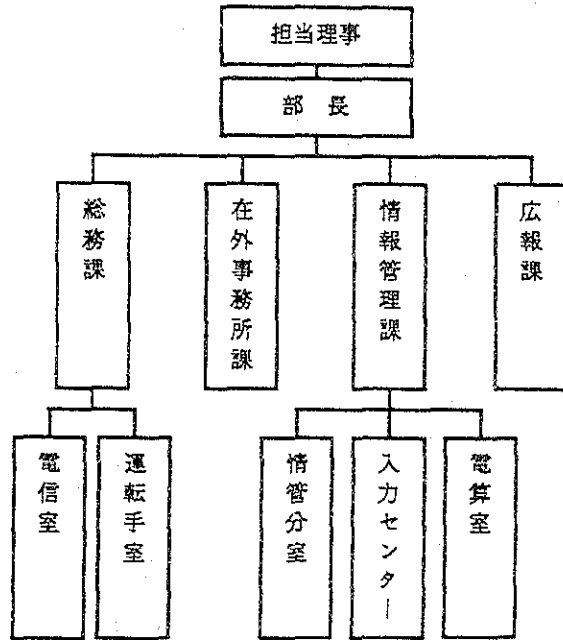 担当理事
部長
総務課
在外事務所課
情報管理課
広報課
電信室
運転手室
情管分室
入力センター
電算室